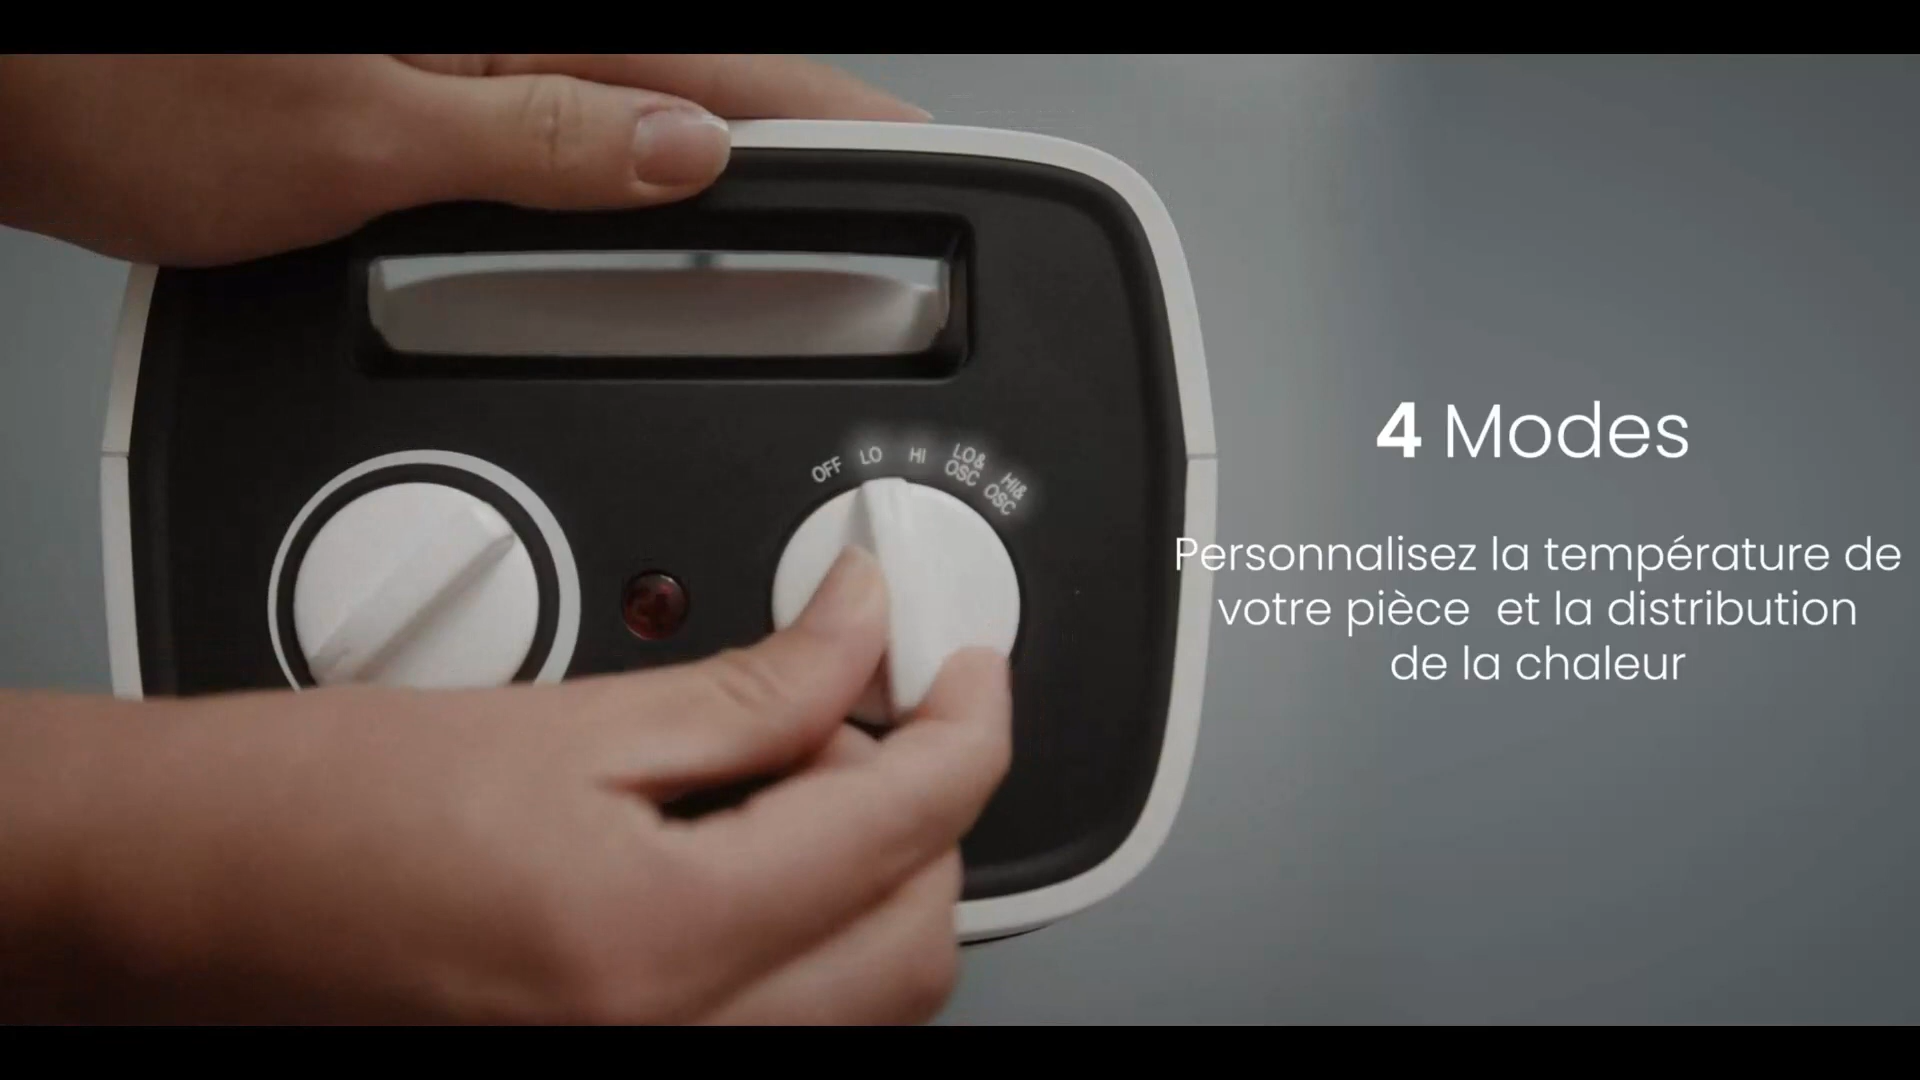 4 Modes
Personnalisez la température de
votre pièce et la distribution
de la chaleur
OFF
LO
HI
LO&
OSC
HI&
OSC